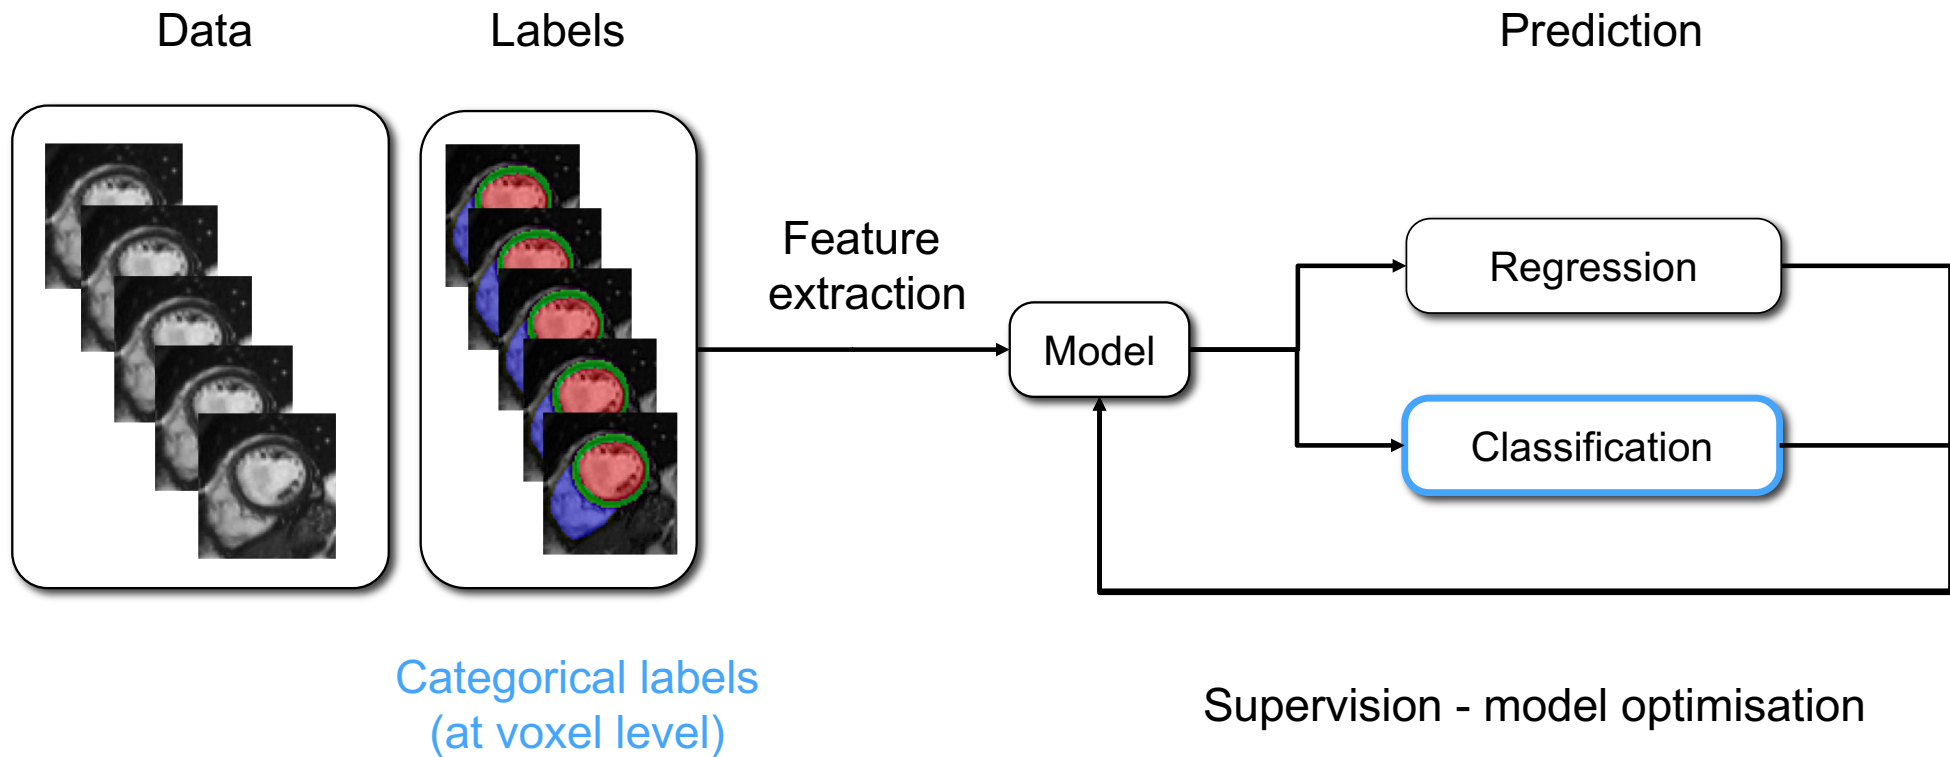 Data
Labels
Prediction
Feature
extraction
Model
Regression
Classification
Categorical labels
(at voxel level)
Supervision - model optimisation